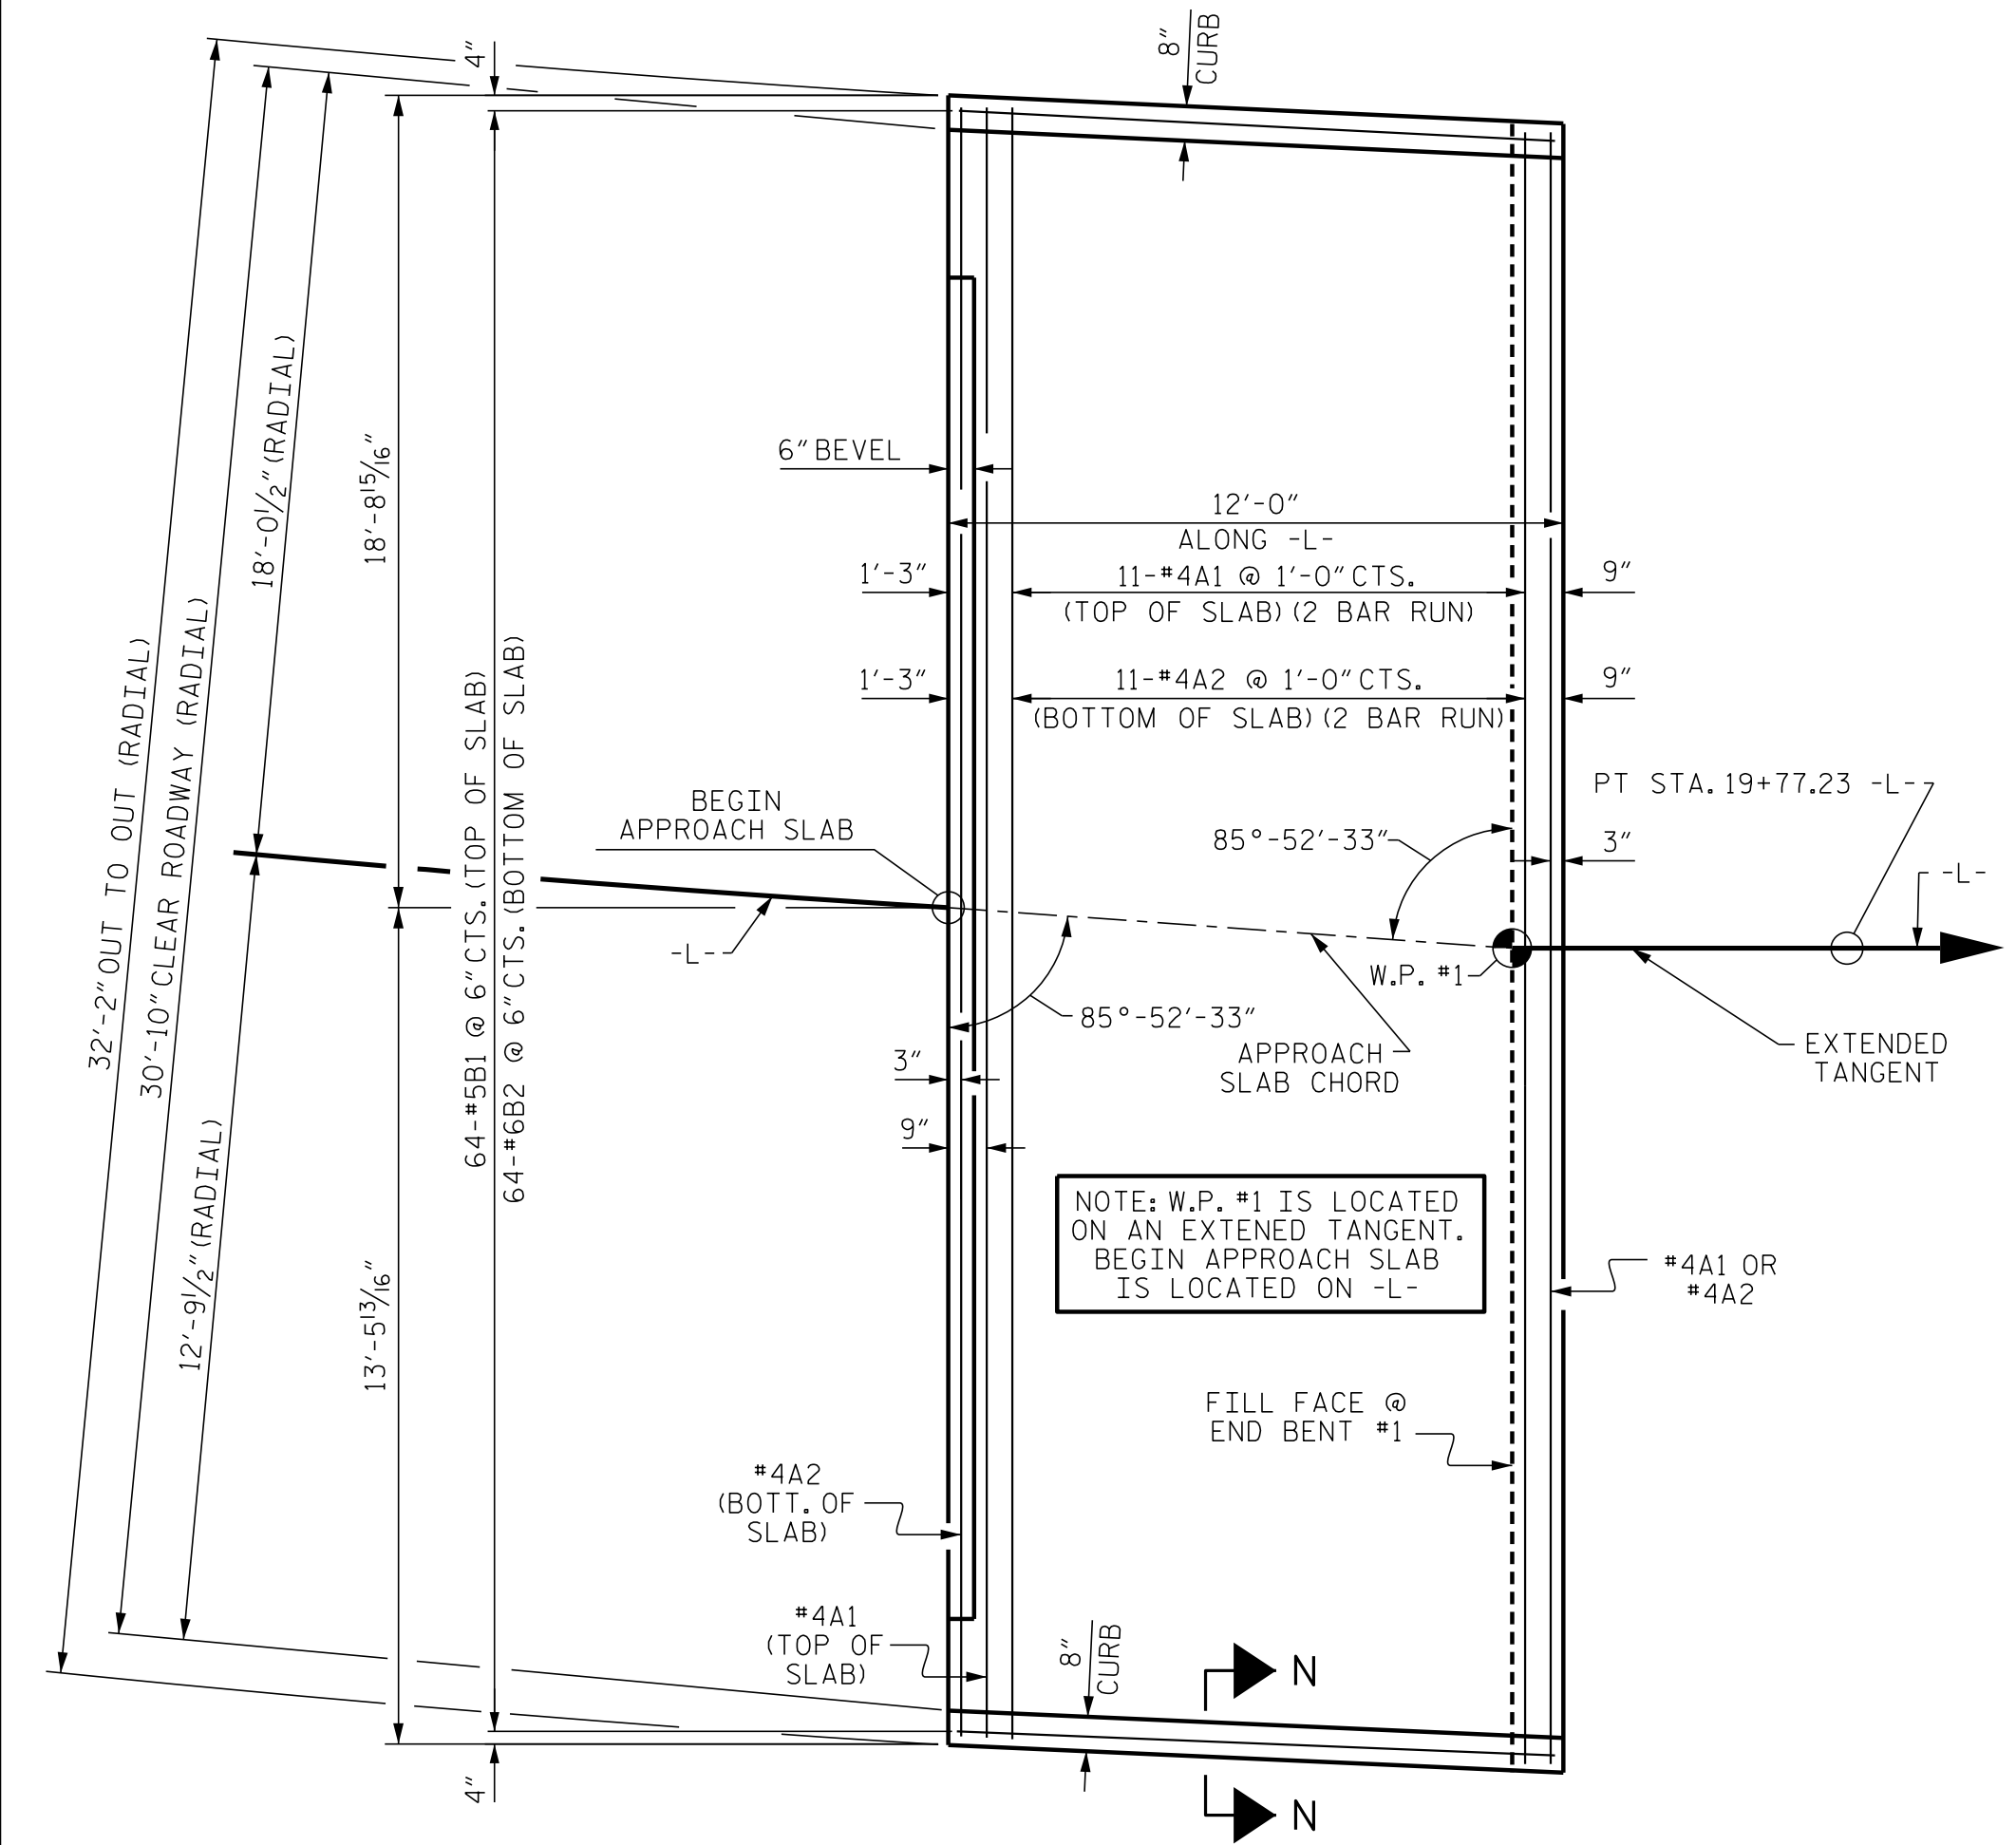 8"
CURB
4"
18'-0½"(RADIAL)
18'-8 15/16"
6"BEVEL
12'-0"
ALONG -L-
1'-3"
11-#4A1 @ 1'-0"CTS.
(TOP OF SLAB)(2 BAR RUN)
9"
1'-3"
11-#4A2 @ 1'-0"CTS.
(BOTTOM OF SLAB)(2 BAR RUN)
9"
32'-2"OUT TO OUT (RADIAL)
30'-10"CLEAR ROADWAY (RADIAL)
64-#5B1 @ 6"CTS.(TOP OF SLAB)
64-#6B2 @ 6"CTS.(BOTTOM OF SLAB)
BEGIN
APPROACH SLAB
PT STA. 19+77.23 -L-
85°-52'-33"
3"
-L-
-L-
W.P. #1
85°-52'-33"
APPROACH
SLAB CHORD
EXTENDED
TANGENT
3"
9"
12'-9½"(RADIAL)
13'-5 13/16"
NOTE: W.P. #1 IS LOCATED
ON AN EXTENED TANGENT.
BEGIN APPROACH SLAB
IS LOCATED ON -L-
#4A1 OR
#4A2
FILL FACE @
END BENT #1
#4A2
(BOTT. OF
SLAB)
#4A1
(TOP OF
SLAB)
8"
CURB
N
4"
N